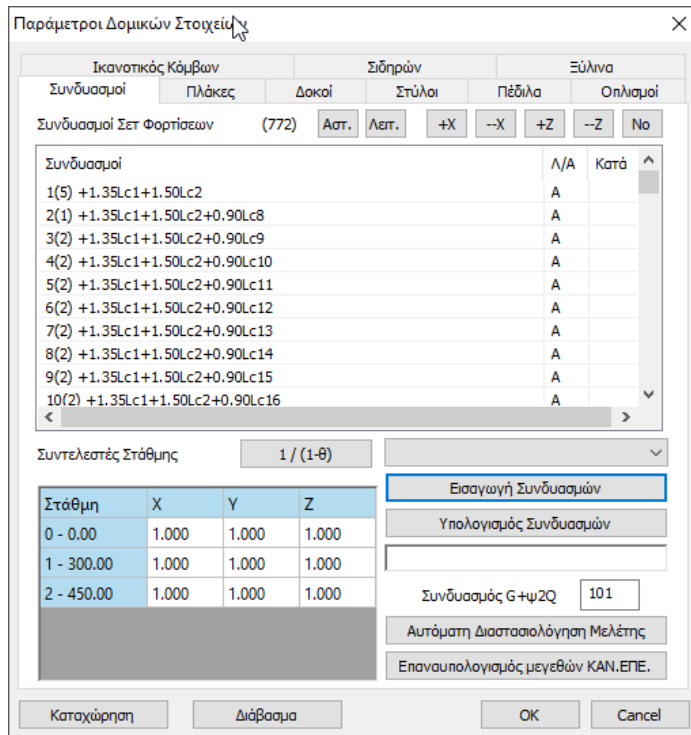 Παράμετροι Δομικών Στοιχείων
Ικανοτικός Κόμβων Σιδηρών Ξύλινα
Συνδυασμοί Πλάκες Δοκοί Στύλοι Πέδιλα Οπλισμοί
Συνδυασμοί Σετ Φορτίσεων (772) Αστ. Λειτ. +X --X +Z --Z No
Συνδυασμοί Λ/Α Κατά
1(5) +1.35Lc1+1.50Lc2 Α
2(1) +1.35Lc1+1.50Lc2+0.90Lc8 Α
3(2) +1.35Lc1+1.50Lc2+0.90Lc9 Α
4(2) +1.35Lc1+1.50Lc2+0.90Lc10 Α
5(2) +1.35Lc1+1.50Lc2+0.90Lc11 Α
6(2) +1.35Lc1+1.50Lc2+0.90Lc12 Α
7(2) +1.35Lc1+1.50Lc2+0.90Lc13 Α
8(2) +1.35Lc1+1.50Lc2+0.90Lc14 Α
9(2) +1.35Lc1+1.50Lc2+0.90Lc15 Α
10(2) +1.35Lc1+1.50Lc2+0.90Lc16 Α
Συντελεστές Στάθμης 1 / (1-θ)
Στάθμη X Y Z
0 - 0.00 1.000 1.000 1.000
1 - 300.00 1.000 1.000 1.000
2 - 450.00 1.000 1.000 1.000
Εισαγωγή Συνδυασμών
Υπολογισμός Συνδυασμών
Συνδυασμός G+ψ2Q 101
Αυτόματη Διαστασιολόγηση Μελέτης
Επαναυπολογισμός μεγεθών ΚΑΝ.ΕΠΕ.
Καταχώρηση Διάβασμα OK Cancel